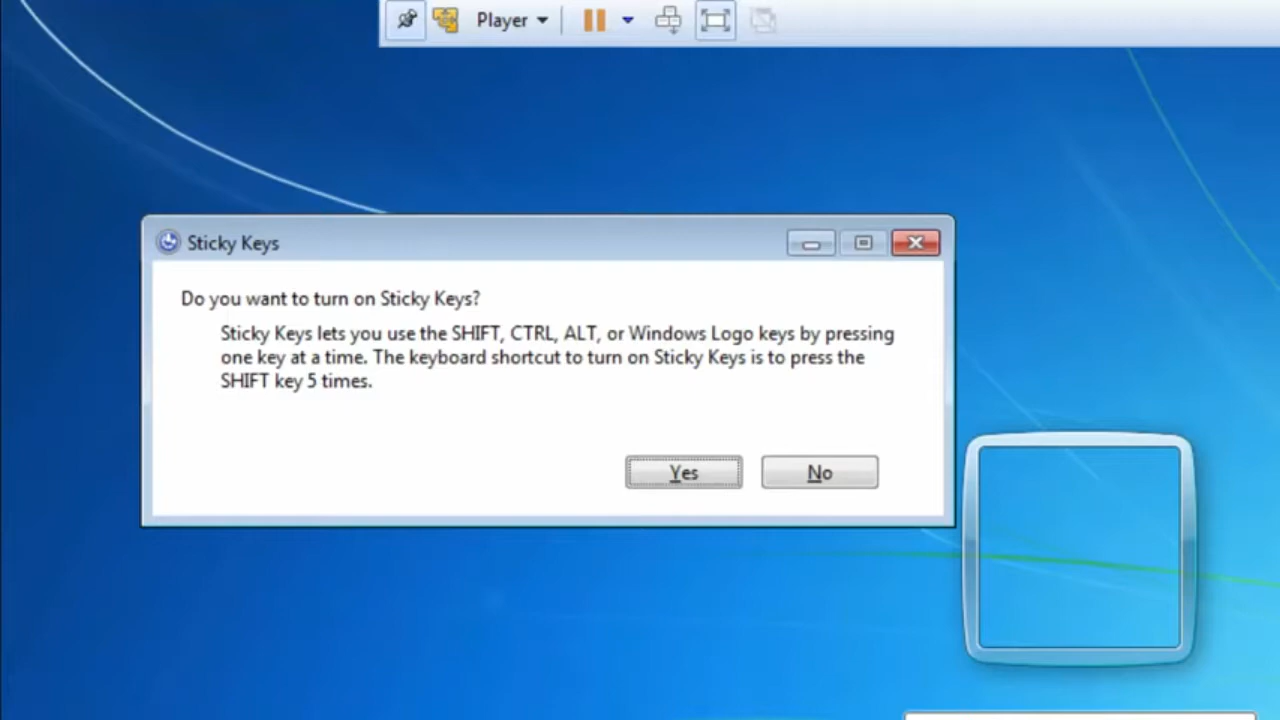 Player
Sticky Keys
Do you want to turn on Sticky Keys?
Sticky Keys lets you use the SHIFT, CTRL, ALT, or Windows Logo keys by pressing
one key at a time. The keyboard shortcut to turn on Sticky Keys is to press the
SHIFT key 5 times.
Yes No